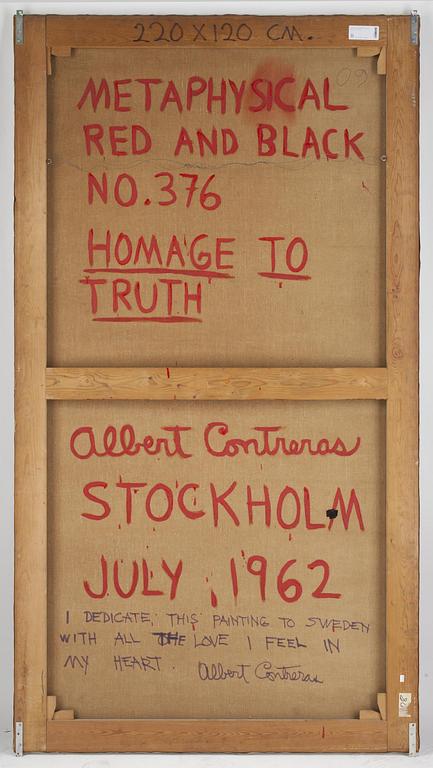 220 X 120 CM.
METAPHYSICAL
RED AND BLACK
NO. 376
HOMAGE TO
TRUTH
Albert Contreras
STOCKHOLM
JULY, 1962
I DEDICATE, THIS PAINTING TO SWEDEN
WITH ALL THE LOVE I FEEL IN
MY HEART. Albert Contreras